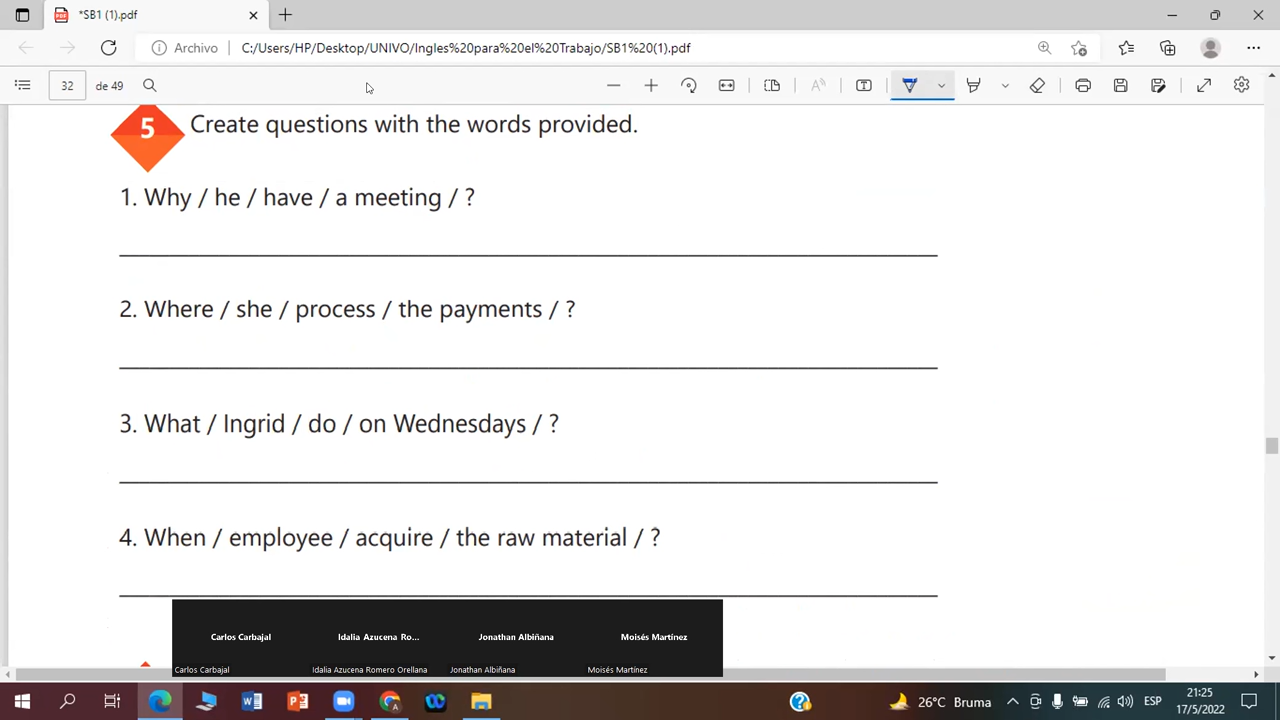 *SB1 (1).pdf
Archivo
C:/Users/HP/Desktop/UNIVO/Ingles%20para%20el%20Trabajo/SB1%20(1).pdf
32
de 49
5
Create questions with the words provided.
1. Why / he / have / a meeting / ?
2. Where / she / process / the payments / ?
3. What / Ingrid / do / on Wednesdays / ?
4. When / employee / acquire / the raw material / ?
Carlos Carbajal
Idalia Azucena Ro...
Jonathan Albiñana
Moisés Martínez
Carlos Carbajal
Idalia Azucena Romero Orellana
Jonathan Albiñana
Moisés Martínez
26°C Bruma
ESP
21:25
17/5/2022